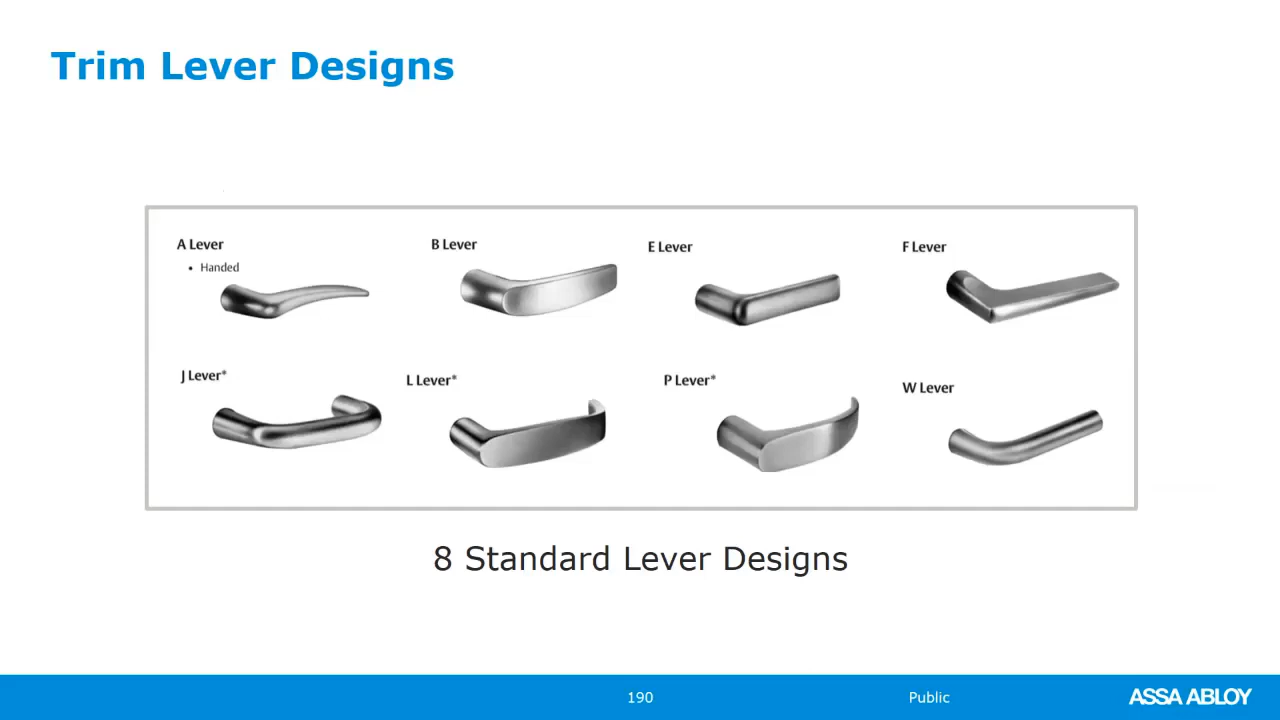 Trim Lever Designs
A Lever
• Handed
B Lever
E Lever
F Lever
J Lever*
L Lever*
P Lever*
W Lever
8 Standard Lever Designs
190
Public
ASSA ABLOY